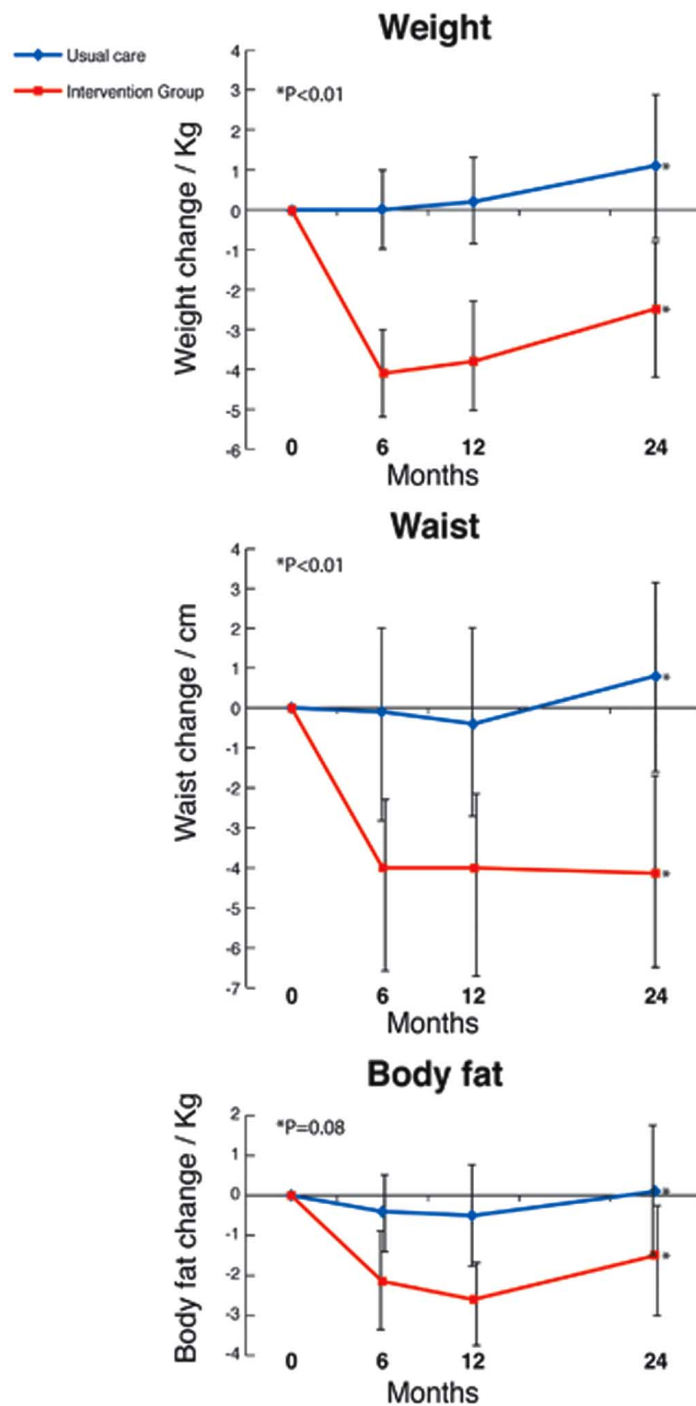 Weight
Usual care
Intervention Group
*P<0.01
Weight change / Kg
4
3
2
1
0
-1
-2
-3
-4
-5
-6
0 6 12 24
*
*
Months
Waist
*P<0.01
Waist change / cm
4
3
2
1
0
-1
-2
-3
-4
-5
-6
-7
0 6 12 24
*
*
Months
Body fat
*P=0.08
Body fat change / Kg
2
1
0
-1
-2
-3
-4
0 6 12 24
*
*
Months